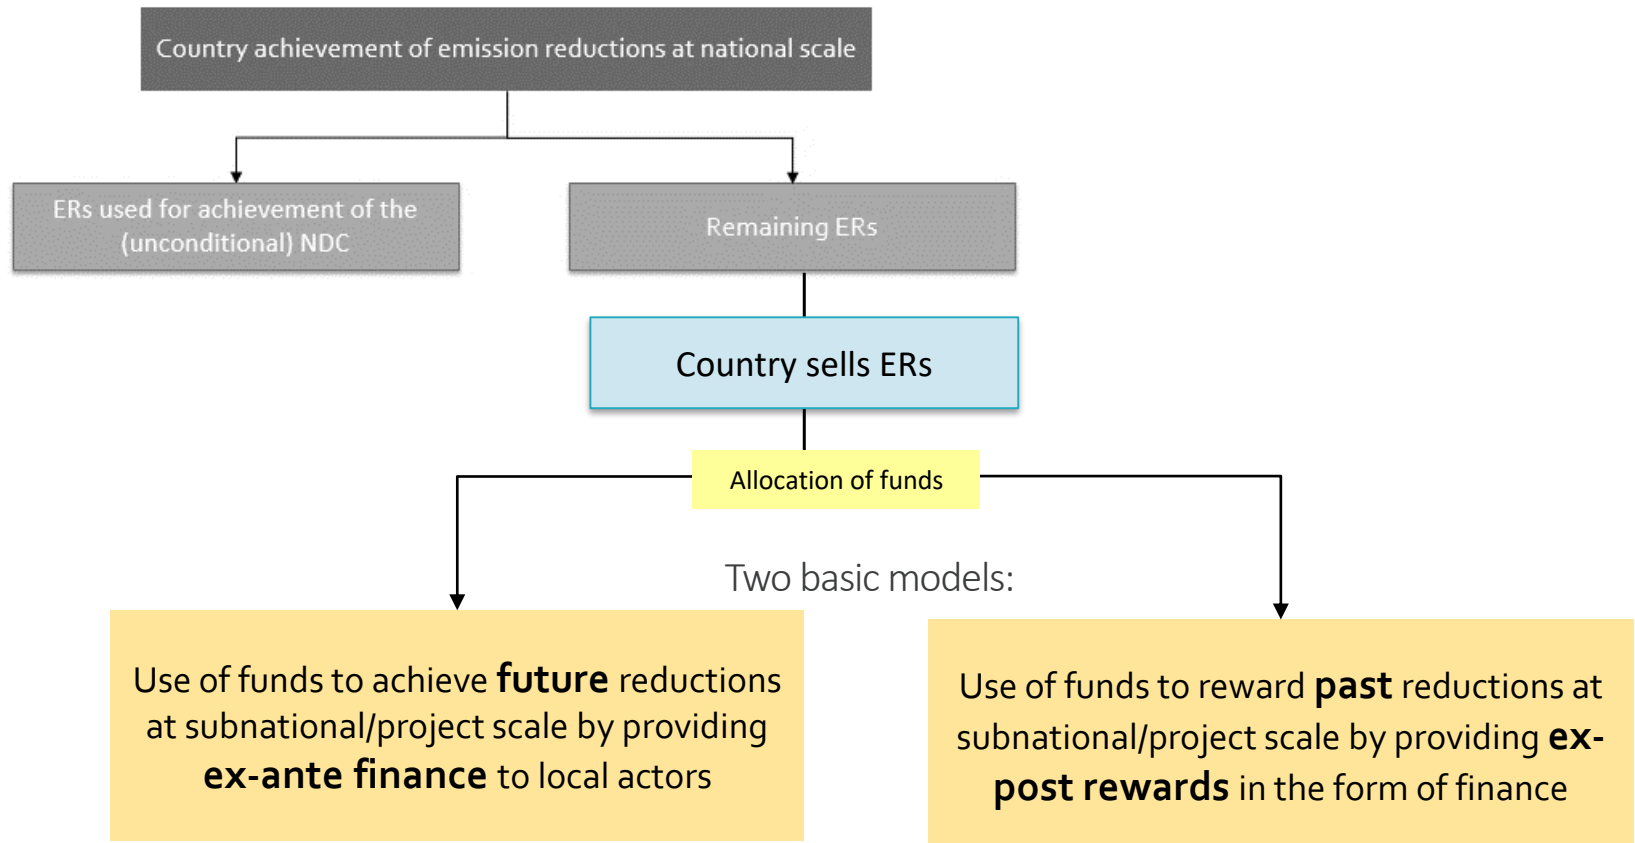 Country achievement of emission reductions at national scale
ERs used for achievement of the
(unconditional) NDC
Remaining ERs
Country sells ERs
Allocation of funds
Two basic models:
Use of funds to achieve future reductions
at subnational/project scale by providing
ex-ante finance to local actors
Use of funds to reward past reductions at
subnational/project scale by providing ex-
post rewards in the form of finance